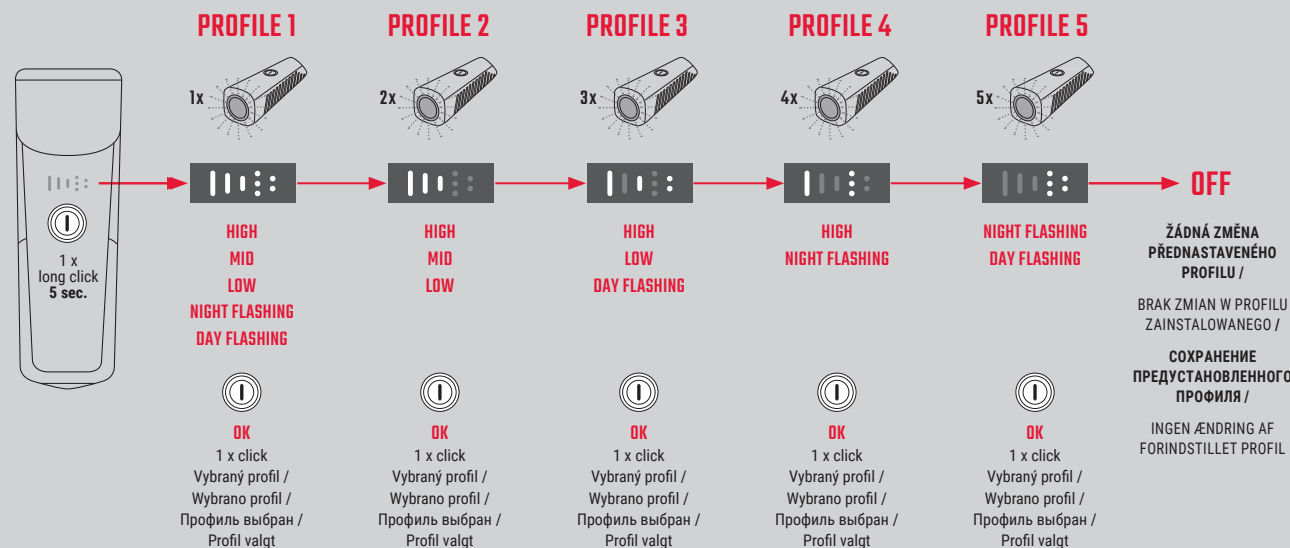 PROFILE 1
PROFILE 2
PROFILE 3
PROFILE 4
PROFILE 5
1x
2x
3x
4x
5x
OFF
1 x
long click
5 sec.
HIGH
MID
LOW
NIGHT FLASHING
DAY FLASHING
HIGH
MID
LOW
HIGH
LOW
DAY FLASHING
HIGH
NIGHT FLASHING
NIGHT FLASHING
DAY FLASHING
ŽÁDNÁ ZMĚNA
PŘEDNASTAVENÉHO
PROFILU /
BRAK ZMIAN W PROFILU
ZAINSTALOWANEGO /
СОХРАНЕНИЕ
ПРЕДУСТАНОВЛЕННОГО
ПРОФИЛЯ /
INGEN ÆNDRING AF
FORINDSTILLET PROFIL
OK
1 x click
Vybraný profil /
Wybrano profil /
Профиль выбран /
Profil valgt
OK
1 x click
Vybraný profil /
Wybrano profil /
Профиль выбран /
Profil valgt
OK
1 x click
Vybraný profil /
Wybrano profil /
Профиль выбран /
Profil valgt
OK
1 x click
Vybraný profil /
Wybrano profil /
Профиль выбран /
Profil valgt
OK
1 x click
Vybraný profil /
Wybrano profil /
Профиль выбран /
Profil valgt